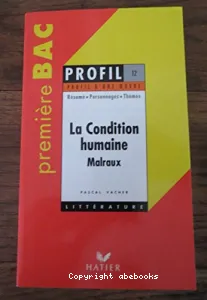 première BAC
PROFIL 12
PROFIL D'UNE ŒUVRE
Résumé • Personnages • Thèmes
La Condition
humaine
Malraux
PASCAL VACHER
LITTÉRATURE
HATIER
Copyright abebooks